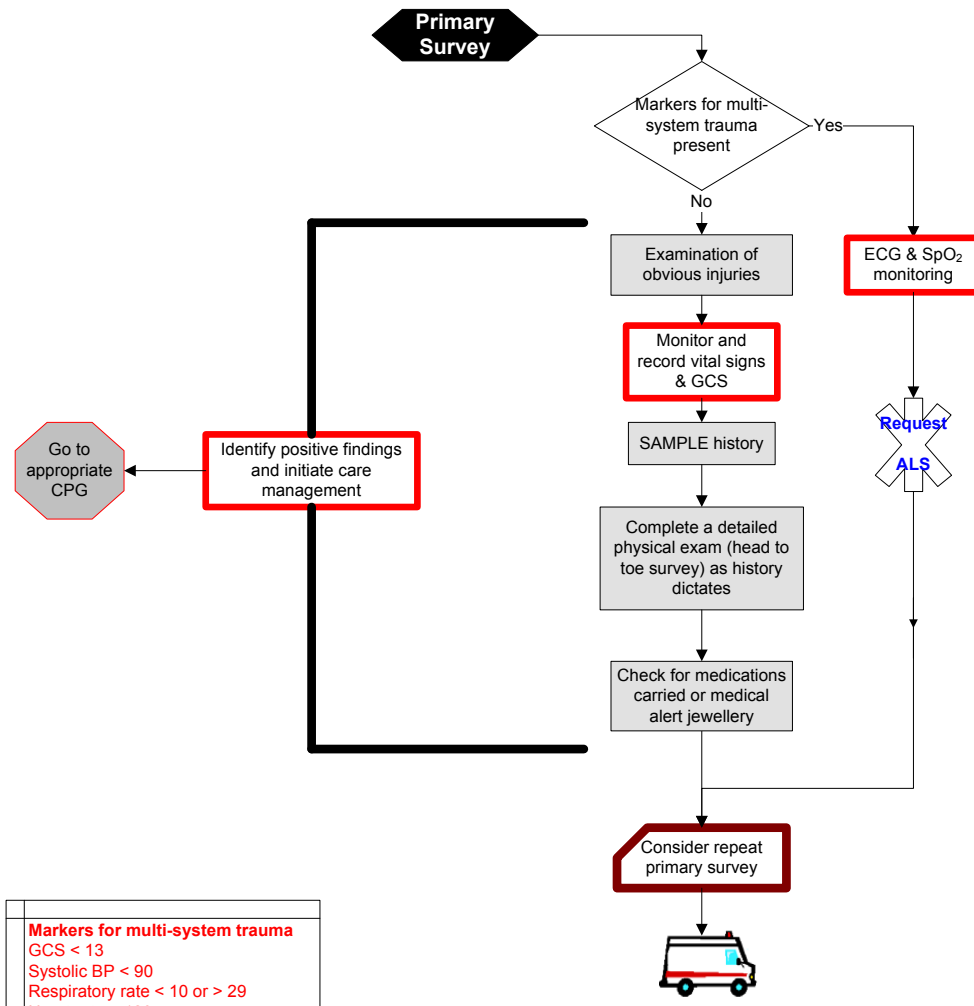 Primary
Survey
Markers for multi-
system trauma
present
Yes
No
Examination of
obvious injuries
ECG & SpO₂
monitoring
Monitor and
record vital signs
& GCS
Request
ALS
SAMPLE history
Go to
appropriate
CPG
Identify positive findings
and initiate care
management
Complete a detailed
physical exam (head to
toe survey) as history
dictates
Check for medications
carried or medical
alert jewellery
Consider repeat
primary survey
Markers for multi-system trauma
GCS < 13
Systolic BP < 90
Respiratory rate < 10 or > 29